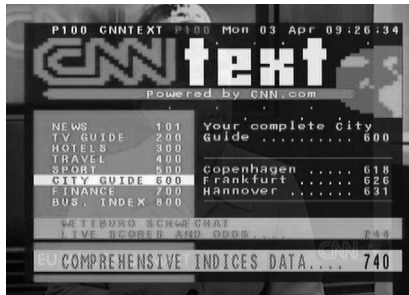 P100 CNNTEXT P100 Mon 03 Apr 09:26:34
CNN text
Powered by CNN.com
NEWS 101
TV GUIDE 200
HOTELS 300
TRAVEL 400
SPORT 500
CITY GUIDE 600
FINANCE 700
BUS. INDEX 800
Your complete City
Guide ......... 600
Copenhagen ..... 618
Frankfurt ...... 626
Hannover ....... 631
LIVE SCORES AND ODDS....
COMPREHENSIVE INDICES DATA.... 740
CNN